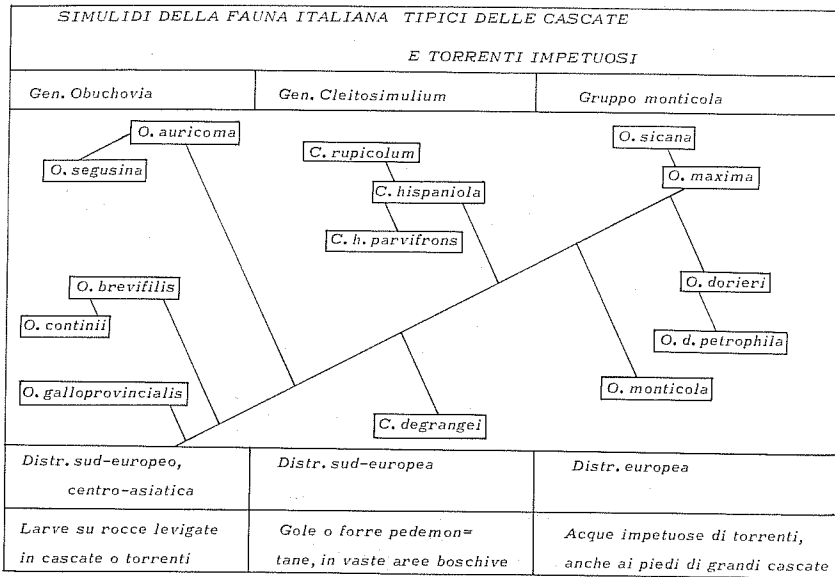 SIMULIDI DELLA FAUNA ITALIANA TIPICI DELLE CASCATE
E TORRENTI IMPETUOSI
Gen. Obuchovia
Gen. Cleitosimulium
Gruppo monticola
O. auricoma
O. segusina
C. rupicolum
C. hispaniola
C. h. parvifrons
O. sicana
O. maxima
O. brevifilis
O. continii
O. dorieri
O. d. petrophila
O. galloprovincialis
C. degrangei
O. monticola
Distr. sud-europeo,
centro-asiatica
Distr. sud-europea
Distr. europea
Larve su rocce levigate
in cascate o torrenti
Gole o forre pedemon=
tane, in vaste aree boschive
Acque impetuose di torrenti,
anche ai piedi di grandi cascate